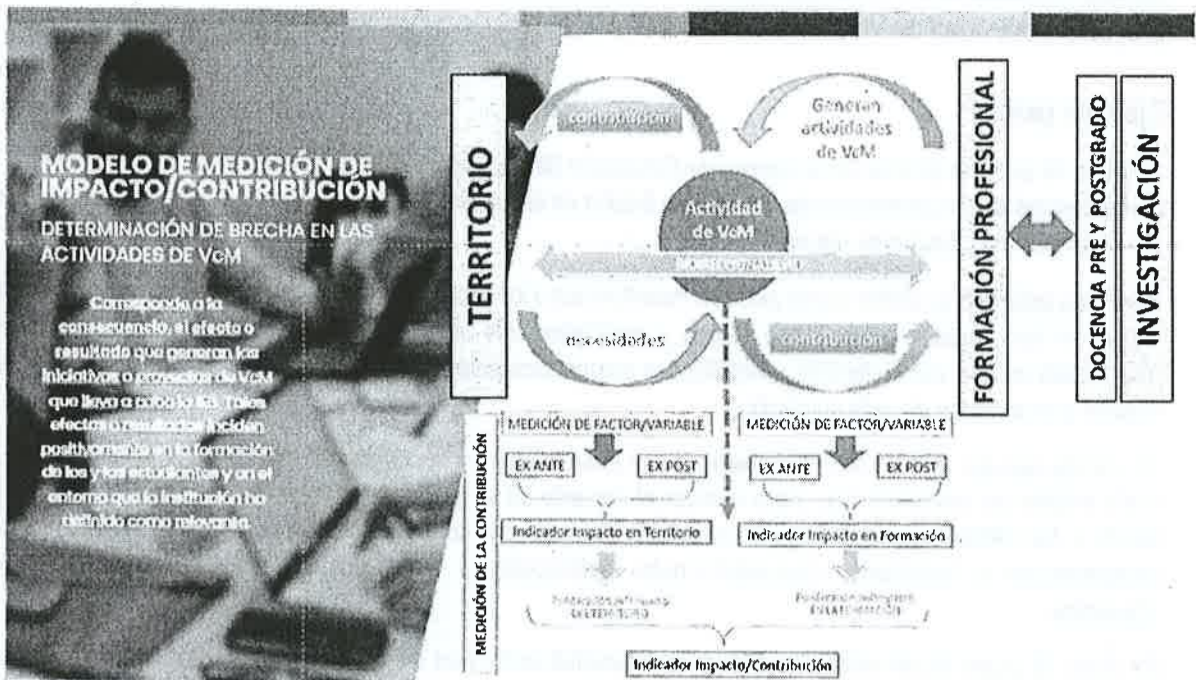 MODELO DE MEDICIÓN DE
IMPACTO/CONTRIBUCIÓN
DETERMINACIÓN DE BRECHA EN LAS
ACTIVIDADES DE VcM
Corresponde a la
consecuencia, el efecto o
resultado que generan las
iniciativas o proyectos de VcM
que lleva a cabo la Tales
efectos o resultados inciden
positivamente en la formación
de los y las estudiantes y en el
entorno que la institución ha
definido como relevante.
TERRITORIO
contribución
Generan
actividades
de VcM
Actividad
de VcM
necesidades
contribución
FORMACIÓN PROFESIONAL
DOCENCIA PRE Y POSTGRADO
INVESTIGACIÓN
MEDICIÓN DE LA CONTRIBUCIÓN
MEDICIÓN DE FACTOR/VARIABLE
EX ANTE
EX POST
Indicador Impacto en Territorio
MEDICIÓN DE FACTOR/VARIABLE
EX ANTE
EX POST
Indicador Impacto en Formación
Indicador Impacto/Contribución